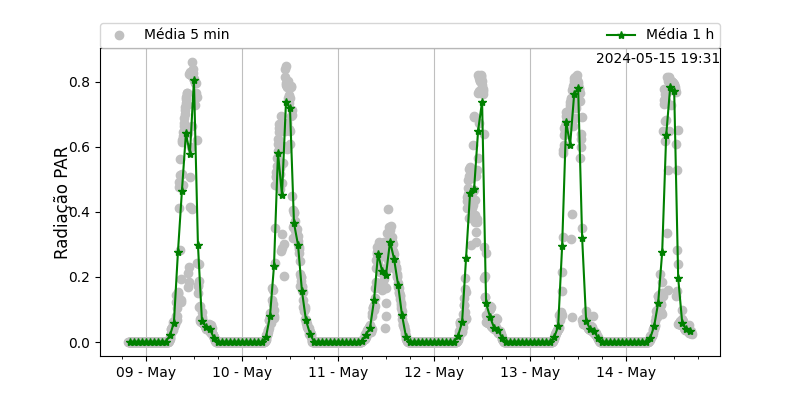 Média 5 min
Média 1 h
2024-05-15 19:31
Radiação PAR
0.8
0.6
0.4
0.2
0.0
09 - May
10 - May
11 - May
12 - May
13 - May
14 - May